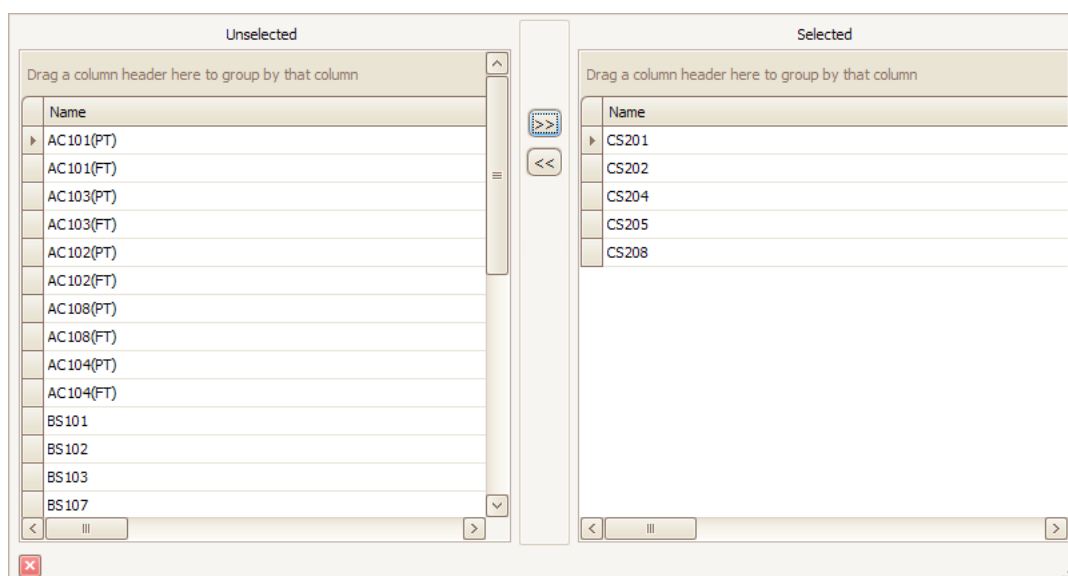 Unselected
Drag a column header here to group by that column
Name
AC101(PT)
AC101(FT)
AC103(PT)
AC103(FT)
AC102(PT)
AC102(FT)
AC108(PT)
AC108(FT)
AC104(PT)
AC104(FT)
BS101
BS102
BS103
BS107
>>
<<
Selected
Drag a column header here to group by that column
Name
CS201
CS202
CS204
CS205
CS208